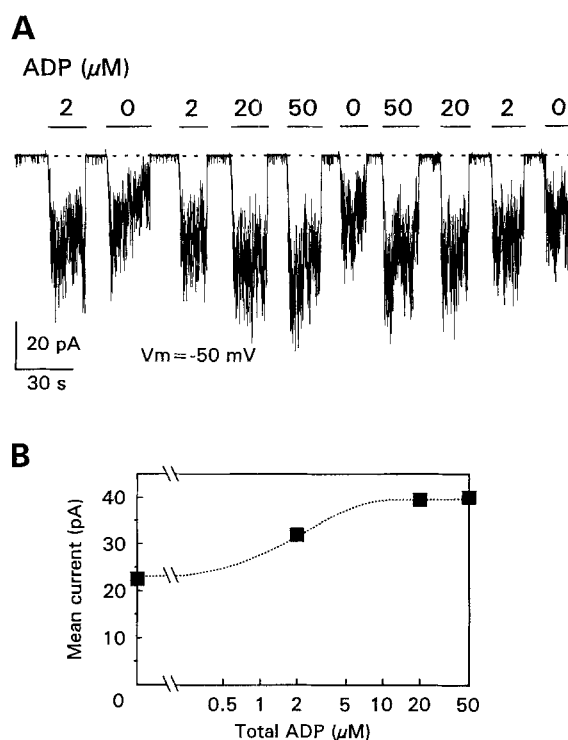 A
ADP (μM)
2 0 2 20 50 0 50 20 2 0
20 pA
30 s
Vm=-50 mV
B
Mean current (pA)
40
30
20
10
0
0.5 1 2 5 10 20 50
Total ADP (μM)